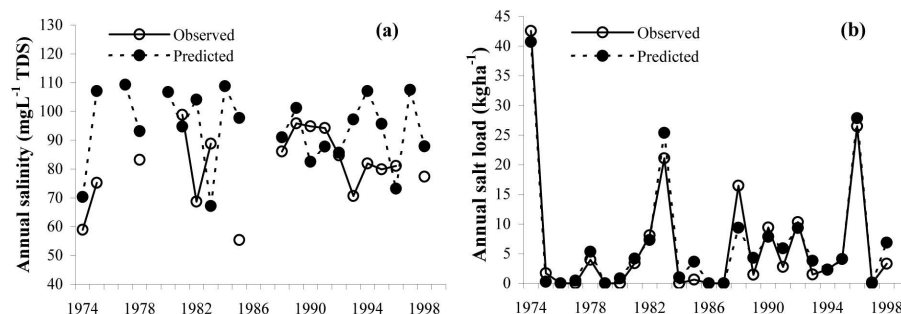 130
120
110
100
90
80
70
60
50
40
Annual salinity (mgL⁻¹ TDS)
Observed
Predicted
(a)
1974 1978 1982 1986 1990 1994 1998
45
40
35
30
25
20
15
10
5
0
Annual salt load (kgha⁻¹)
Observed
Predicted
(b)
1974 1978 1982 1986 1990 1994 1998